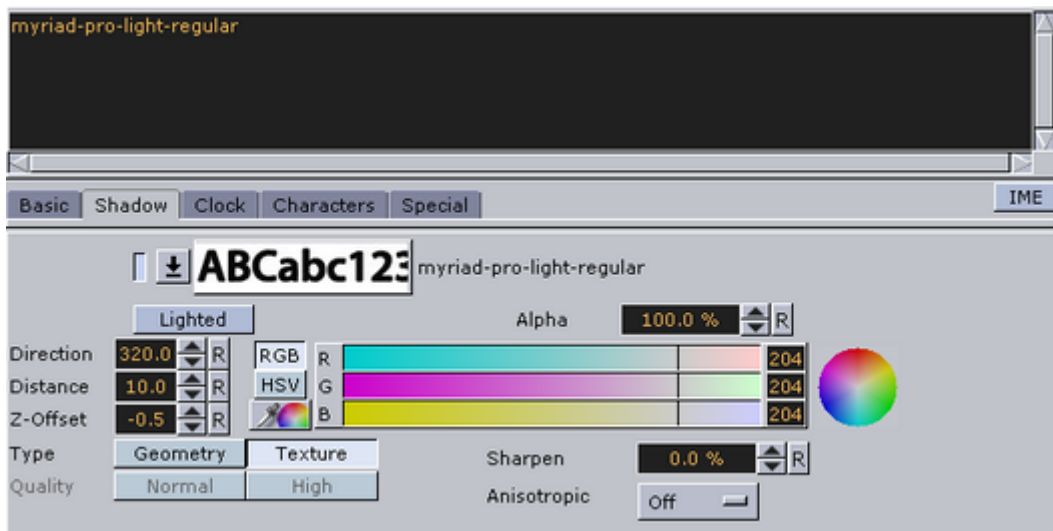 myriad-pro-light-regular
Basic Shadow Clock Characters Special IME
ABCabc123 myriad-pro-light-regular
Lighted Alpha 100.0 % R
Direction 320.0 R RGB R 204
Distance 10.0 R HSV G 204
Z-Offset -0.5 R B 204
Type Geometry Texture Sharpen 0.0 % R
Quality Normal High Anisotropic Off